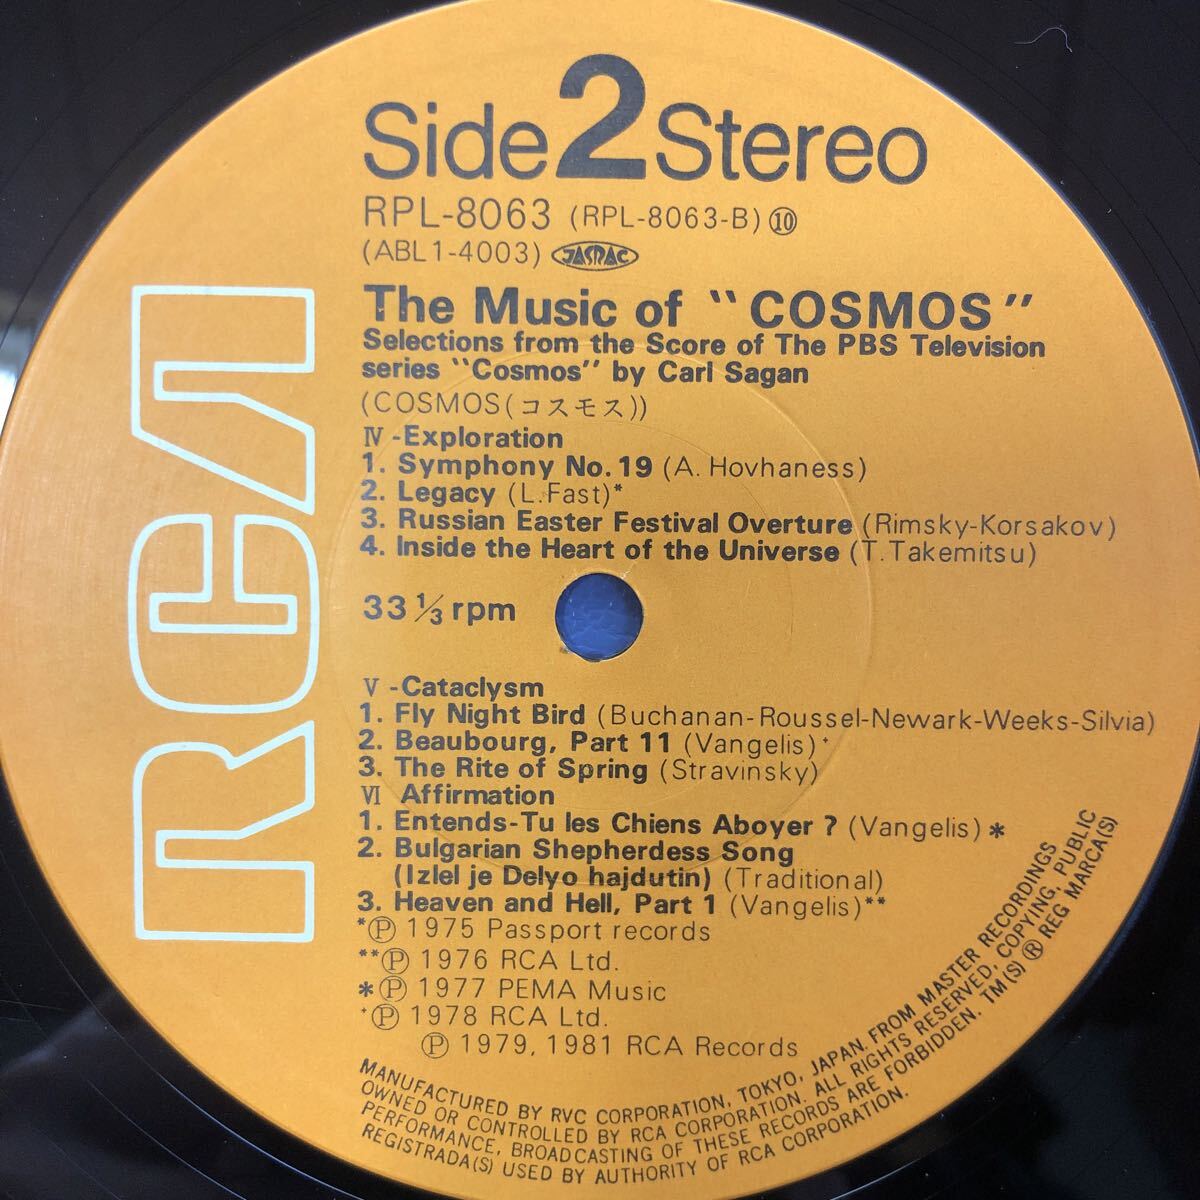 Side 2 Stereo
RPL-8063 (RPL-8063-B) ⑩
(ABL1-4003) JASRAC
The Music of "COSMOS"
Selections from the Score of The PBS Television
series "Cosmos" by Carl Sagan
(COSMOS(コスモス))
Ⅳ -Exploration
1. Symphony No.19 (A. Hovhaness)
2. Legacy (L.Fast)*
3. Russian Easter Festival Overture (Rimsky-Korsakov)
4. Inside the Heart of the Universe (T.Takemitsu)
33 1/3 rpm
Ⅴ -Cataclysm
1. Fly Night Bird (Buchanan-Roussel-Newark-Weeks-Silvia)
2. Beaubourg, Part 11 (Vangelis)⁺
3. The Rite of Spring (Stravinsky)
Ⅵ Affirmation
1. Entends-Tu les Chiens Aboyer ? (Vangelis)*
2. Bulgarian Shepherdess Song
(Izlel je Delyo hajdutin) (Traditional)
3. Heaven and Hell, Part 1 (Vangelis)**
*Ⓟ 1975 Passport records
**Ⓟ 1976 RCA Ltd.
*Ⓟ 1977 PEMA Music
⁺Ⓟ 1978 RCA Ltd.
Ⓟ 1979, 1981 RCA Records
MANUFACTURED BY RVC CORPORATION, TOKYO, JAPAN. FROM MASTER RECORDINGS
OWNED OR CONTROLLED BY RCA CORPORATION. ALL RIGHTS RESERVED, COPYING, PUBLIC
PERFORMANCE, BROADCASTING OF THESE RECORDS ARE FORBIDDEN. TM(S) ® REG MARCA(S)
REGISTRADA(S) USED BY AUTHORITY OF RCA CORPORATION.
RCA